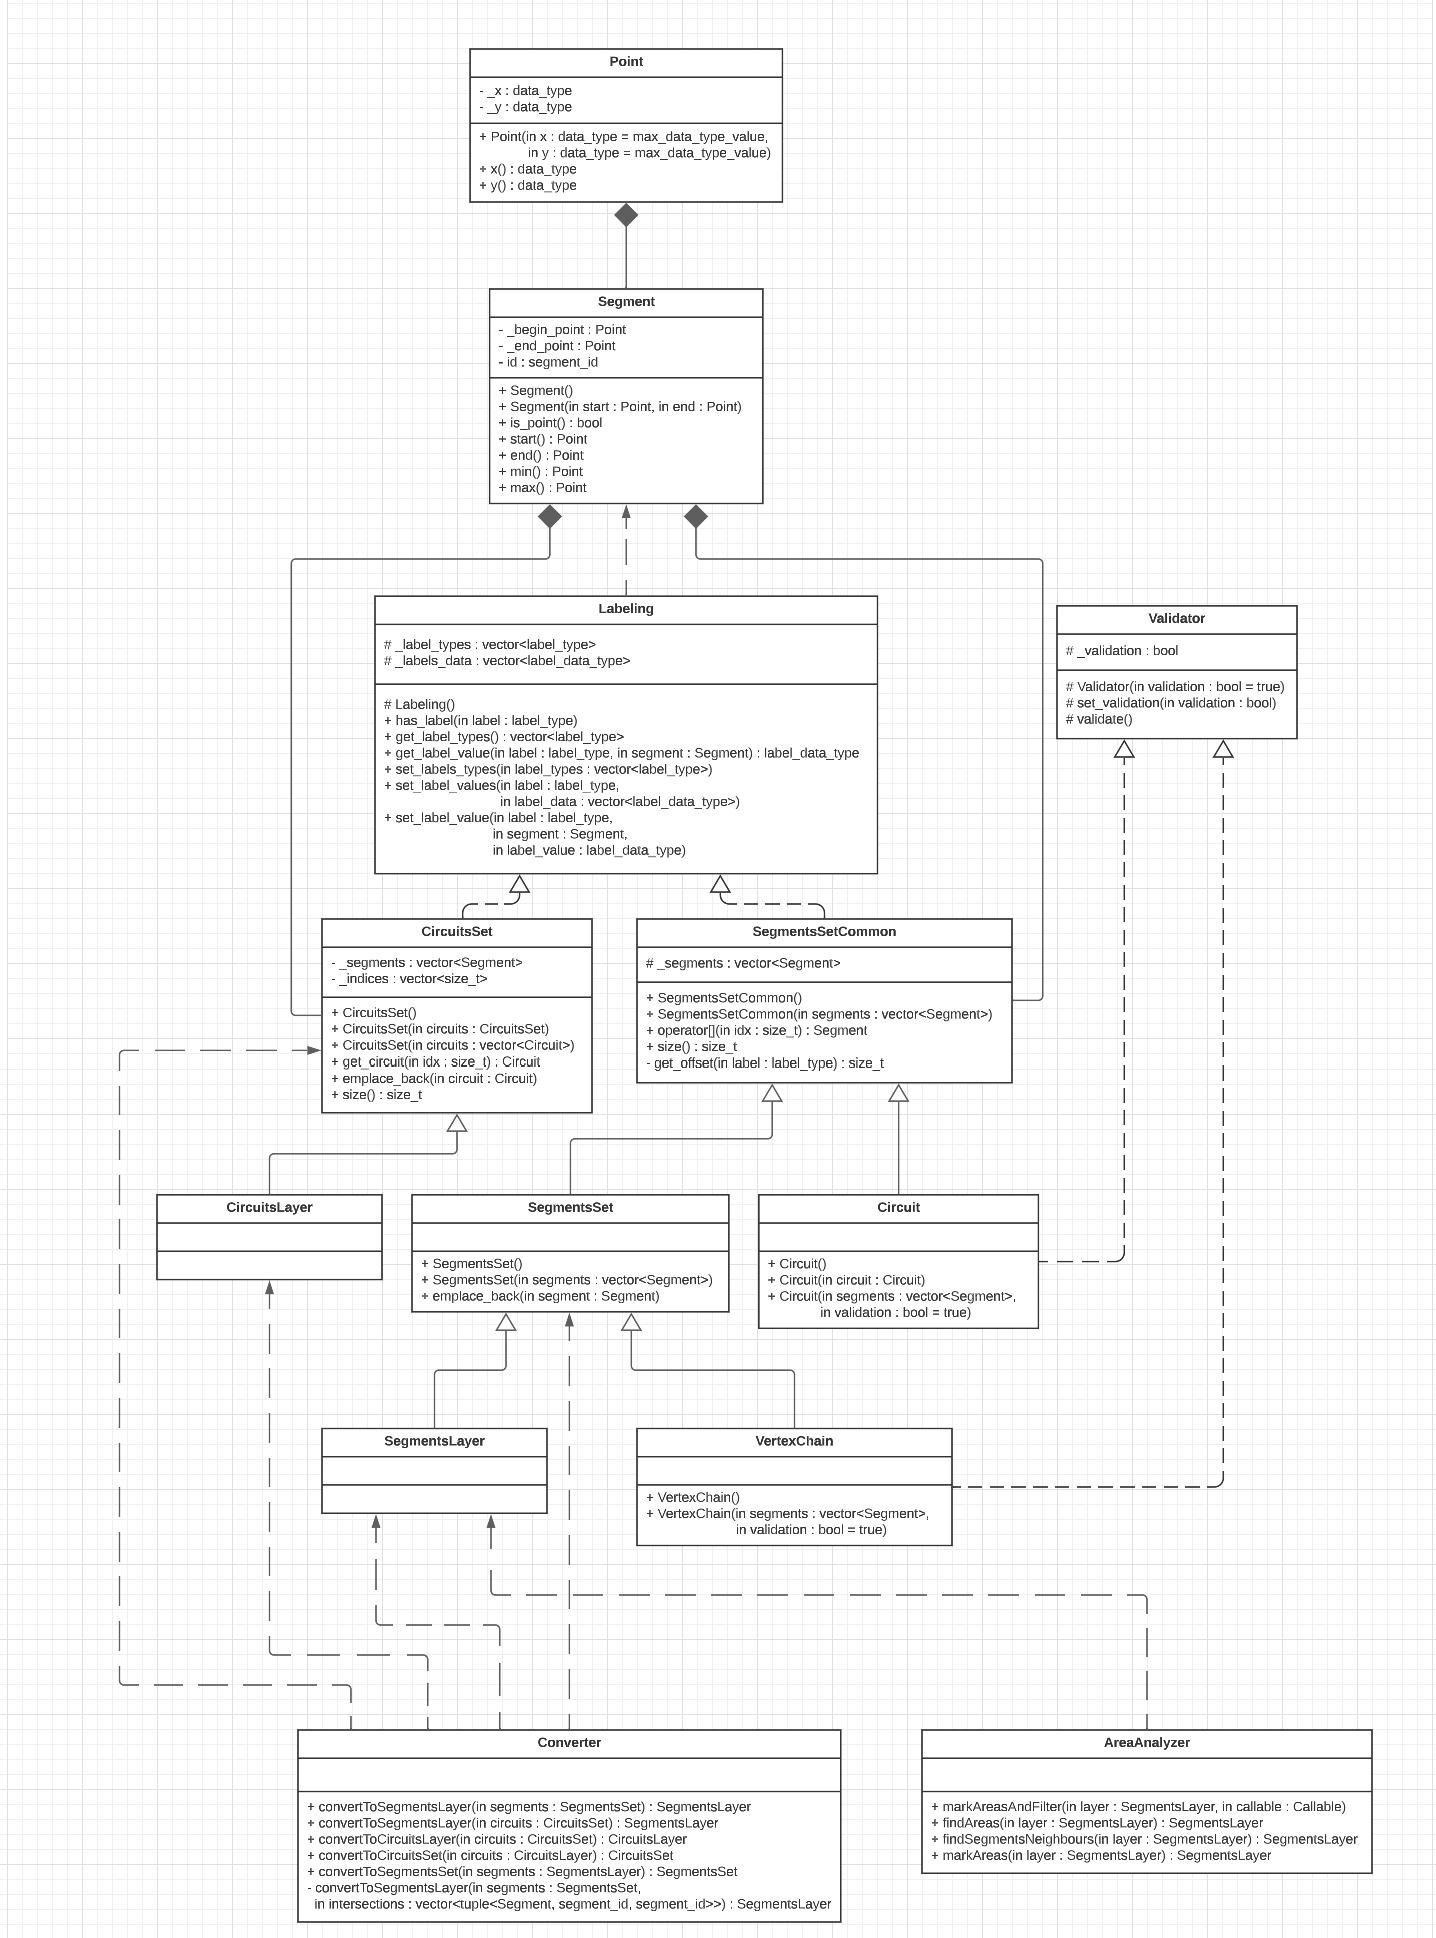 Point
- _x : data_type
- _y : data_type
+ Point(in x : data_type = max_data_type_value,
in y : data_type = max_data_type_value)
+ x() : data_type
+ y() : data_type
Segment
- _begin_point : Point
- _end_point : Point
- id : segment_id
+ Segment()
+ Segment(in start : Point, in end : Point)
+ is_point() : bool
+ start() : Point
+ end() : Point
+ min() : Point
+ max() : Point
Labeling
# _label_types : vector<label_type>
# _labels_data : vector<label_data_type>
# Labeling()
+ has_label(in label : label_type)
+ get_label_types() : vector<label_type>
+ get_label_value(in label : label_type, in segment : Segment) : label_data_type
+ set_labels_types(in label_types : vector<label_type>)
+ set_label_values(in label : label_type,
in label_data : vector<label_data_type>)
+ set_label_value(in label : label_type,
in segment : Segment,
in label_value : label_data_type)
Validator
# _validation : bool
# Validator(in validation : bool = true)
# set_validation(in validation : bool)
# validate()
CircuitsSet
- _segments : vector<Segment>
- _indices : vector<size_t>
+ CircuitsSet()
+ CircuitsSet(in circuits : CircuitsSet)
+ CircuitsSet(in circuits : vector<Circuit>)
+ get_circuit(in idx : size_t) : Circuit
+ emplace_back(in circuit : Circuit)
+ size() : size_t
SegmentsSetCommon
# _segments : vector<Segment>
+ SegmentsSetCommon()
+ SegmentsSetCommon(in segments : vector<Segment>)
+ operator[](in idx : size_t) : Segment
+ size() : size_t
- get_offset(in label : label_type) : size_t
CircuitsLayer
SegmentsSet
+ SegmentsSet()
+ SegmentsSet(in segments : vector<Segment>)
+ emplace_back(in segment : Segment)
Circuit
+ Circuit()
+ Circuit(in circuit : Circuit)
+ Circuit(in segments : vector<Segment>,
in validation : bool = true)
SegmentsLayer
VertexChain
+ VertexChain()
+ VertexChain(in segments : vector<Segment>,
in validation : bool = true)
Converter
+ convertToSegmentsLayer(in segments : SegmentsSet) : SegmentsLayer
+ convertToSegmentsLayer(in circuits : CircuitsSet) : SegmentsLayer
+ convertToCircuitsLayer(in circuits : CircuitsSet) : CircuitsLayer
+ convertToCircuitsSet(in circuits : CircuitsLayer) : CircuitsSet
+ convertToSegmentsSet(in segments : SegmentsLayer) : SegmentsSet
- convertToSegmentsLayer(in segments : SegmentsSet,
in intersections : vector<tuple<Segment, segment_id, segment_id>>) : SegmentsLayer
AreaAnalyzer
+ markAreasAndFilter(in layer : SegmentsLayer, in callable : Callable)
+ findAreas(in layer : SegmentsLayer) : SegmentsLayer
+ findSegmentsNeighbours(in layer : SegmentsLayer) : SegmentsLayer
+ markAreas(in layer : SegmentsLayer) : SegmentsLayer